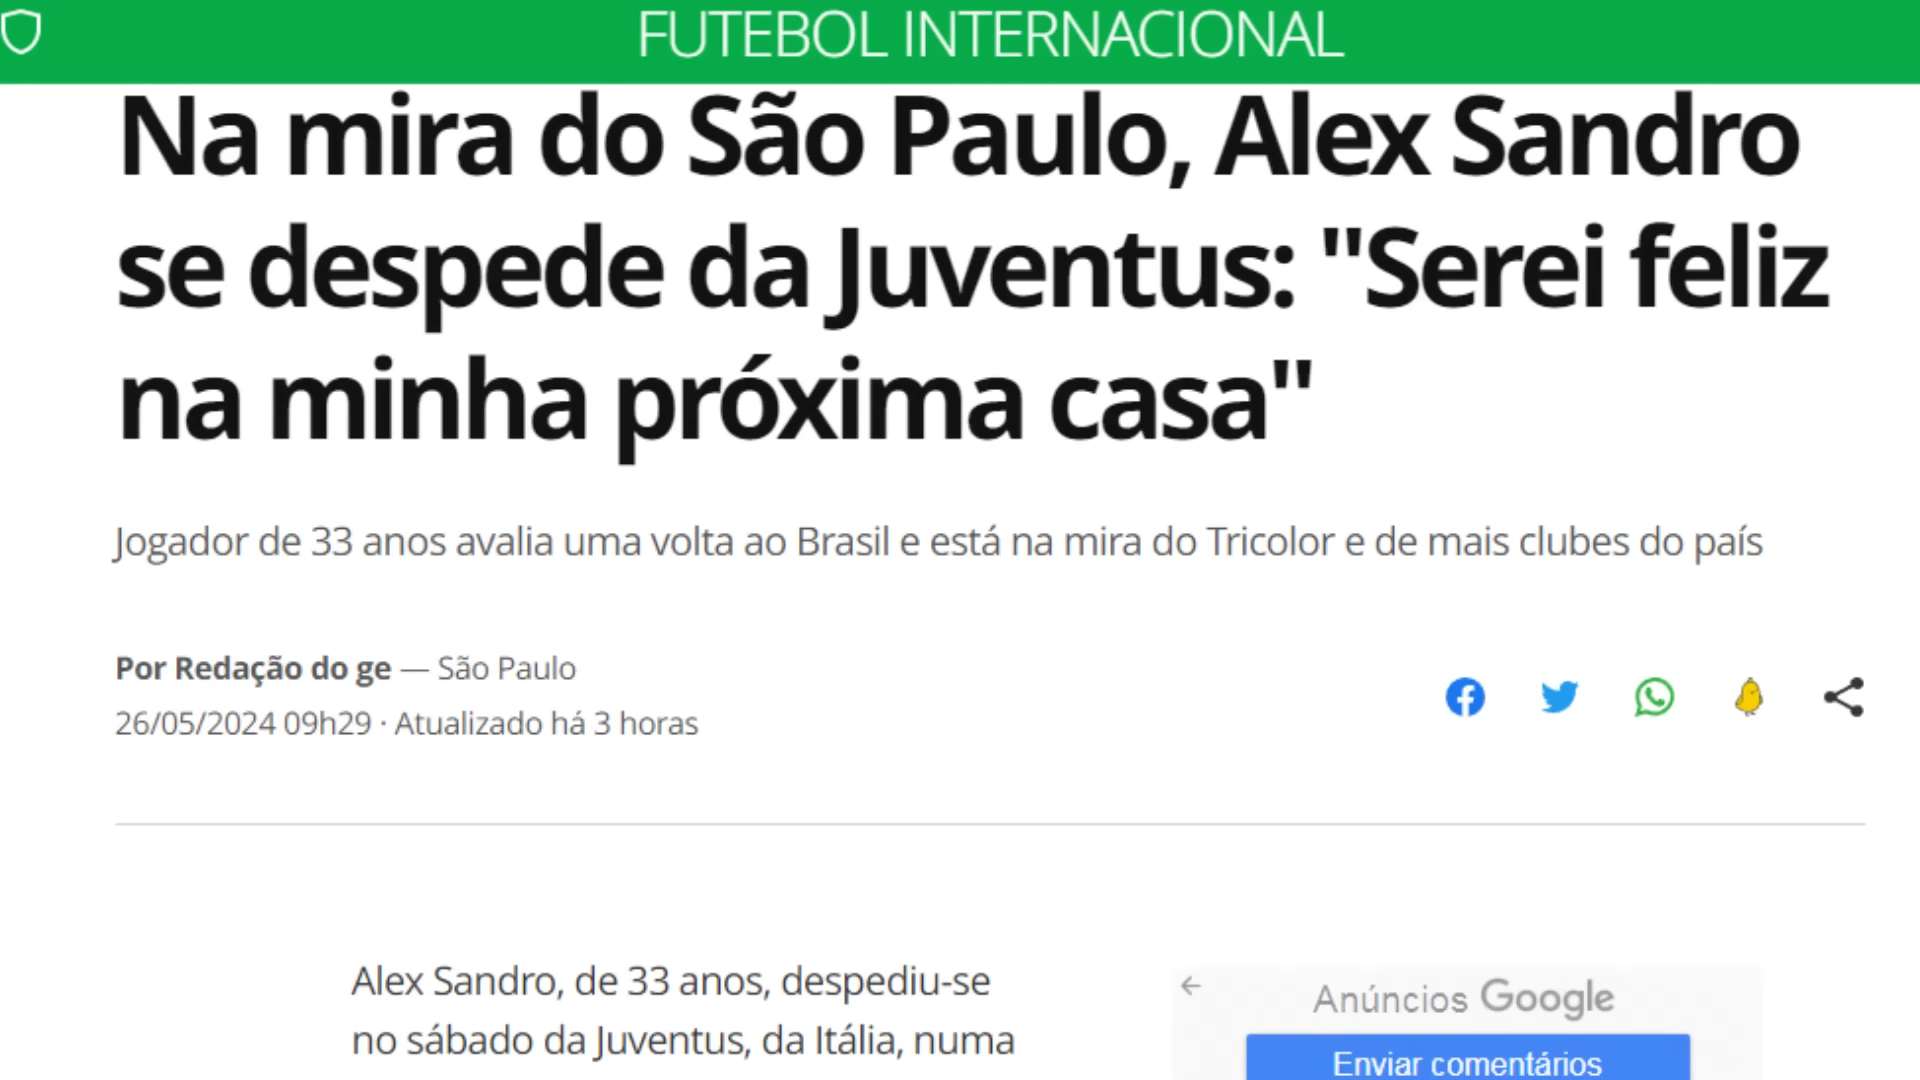 FUTEBOL INTERNACIONAL
Na mira do São Paulo, Alex Sandro
se despede da Juventus: "Serei feliz
na minha próxima casa"
Jogador de 33 anos avalia uma volta ao Brasil e está na mira do Tricolor e de mais clubes do país
Por Redação do ge — São Paulo
26/05/2024 09h29 · Atualizado há 3 horas
Alex Sandro, de 33 anos, despediu-se
no sábado da Juventus, da Itália, numa
Anúncios Google
Enviar comentários